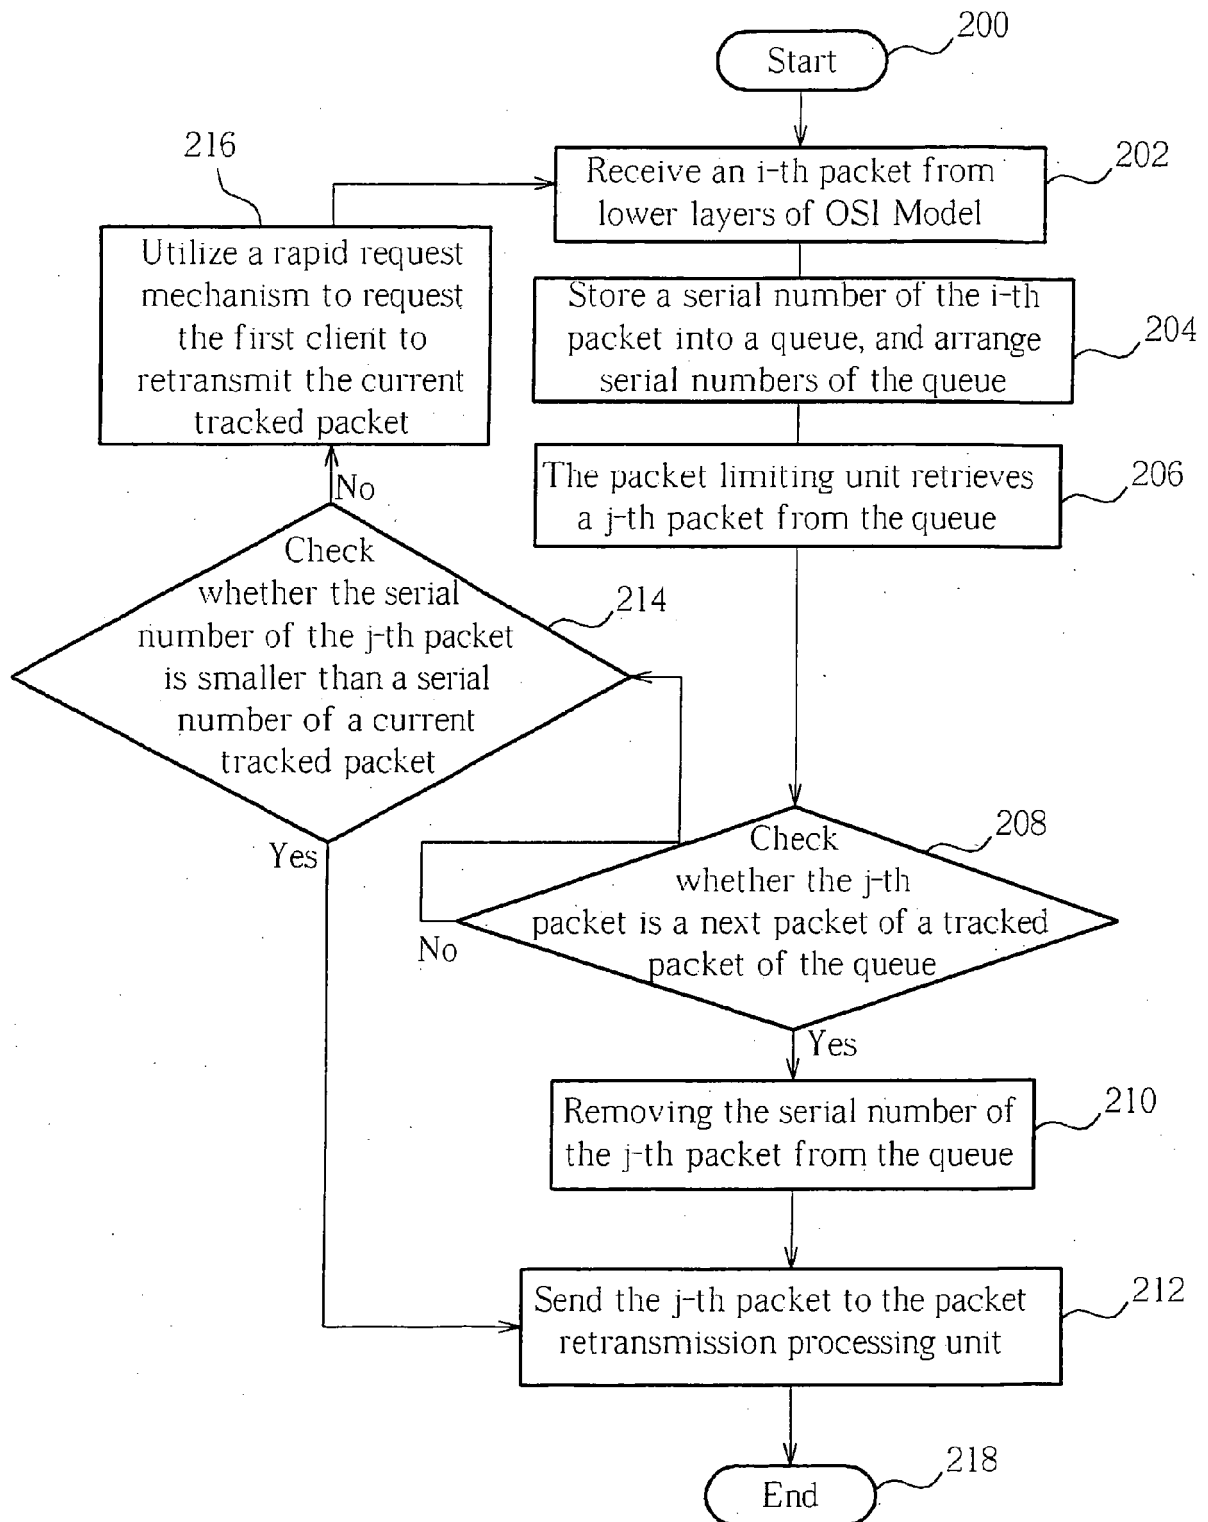 200
Start
202
Receive an i-th packet from
lower layers of OSI Model
216
Utilize a rapid request
mechanism to request
the first client to
retransmit the current
tracked packet
204
Store a serial number of the i-th
packet into a queue, and arrange
serial numbers of the queue
206
The packet limiting unit retrieves
a j-th packet from the queue
No
214
Check
whether the serial
number of the j-th packet
is smaller than a serial
number of a current
tracked packet
Yes
208
Check
whether the j-th
packet is a next packet of a tracked
packet of the queue
No
Yes
210
Removing the serial number of
the j-th packet from the queue
212
Send the j-th packet to the packet
retransmission processing unit
218
End